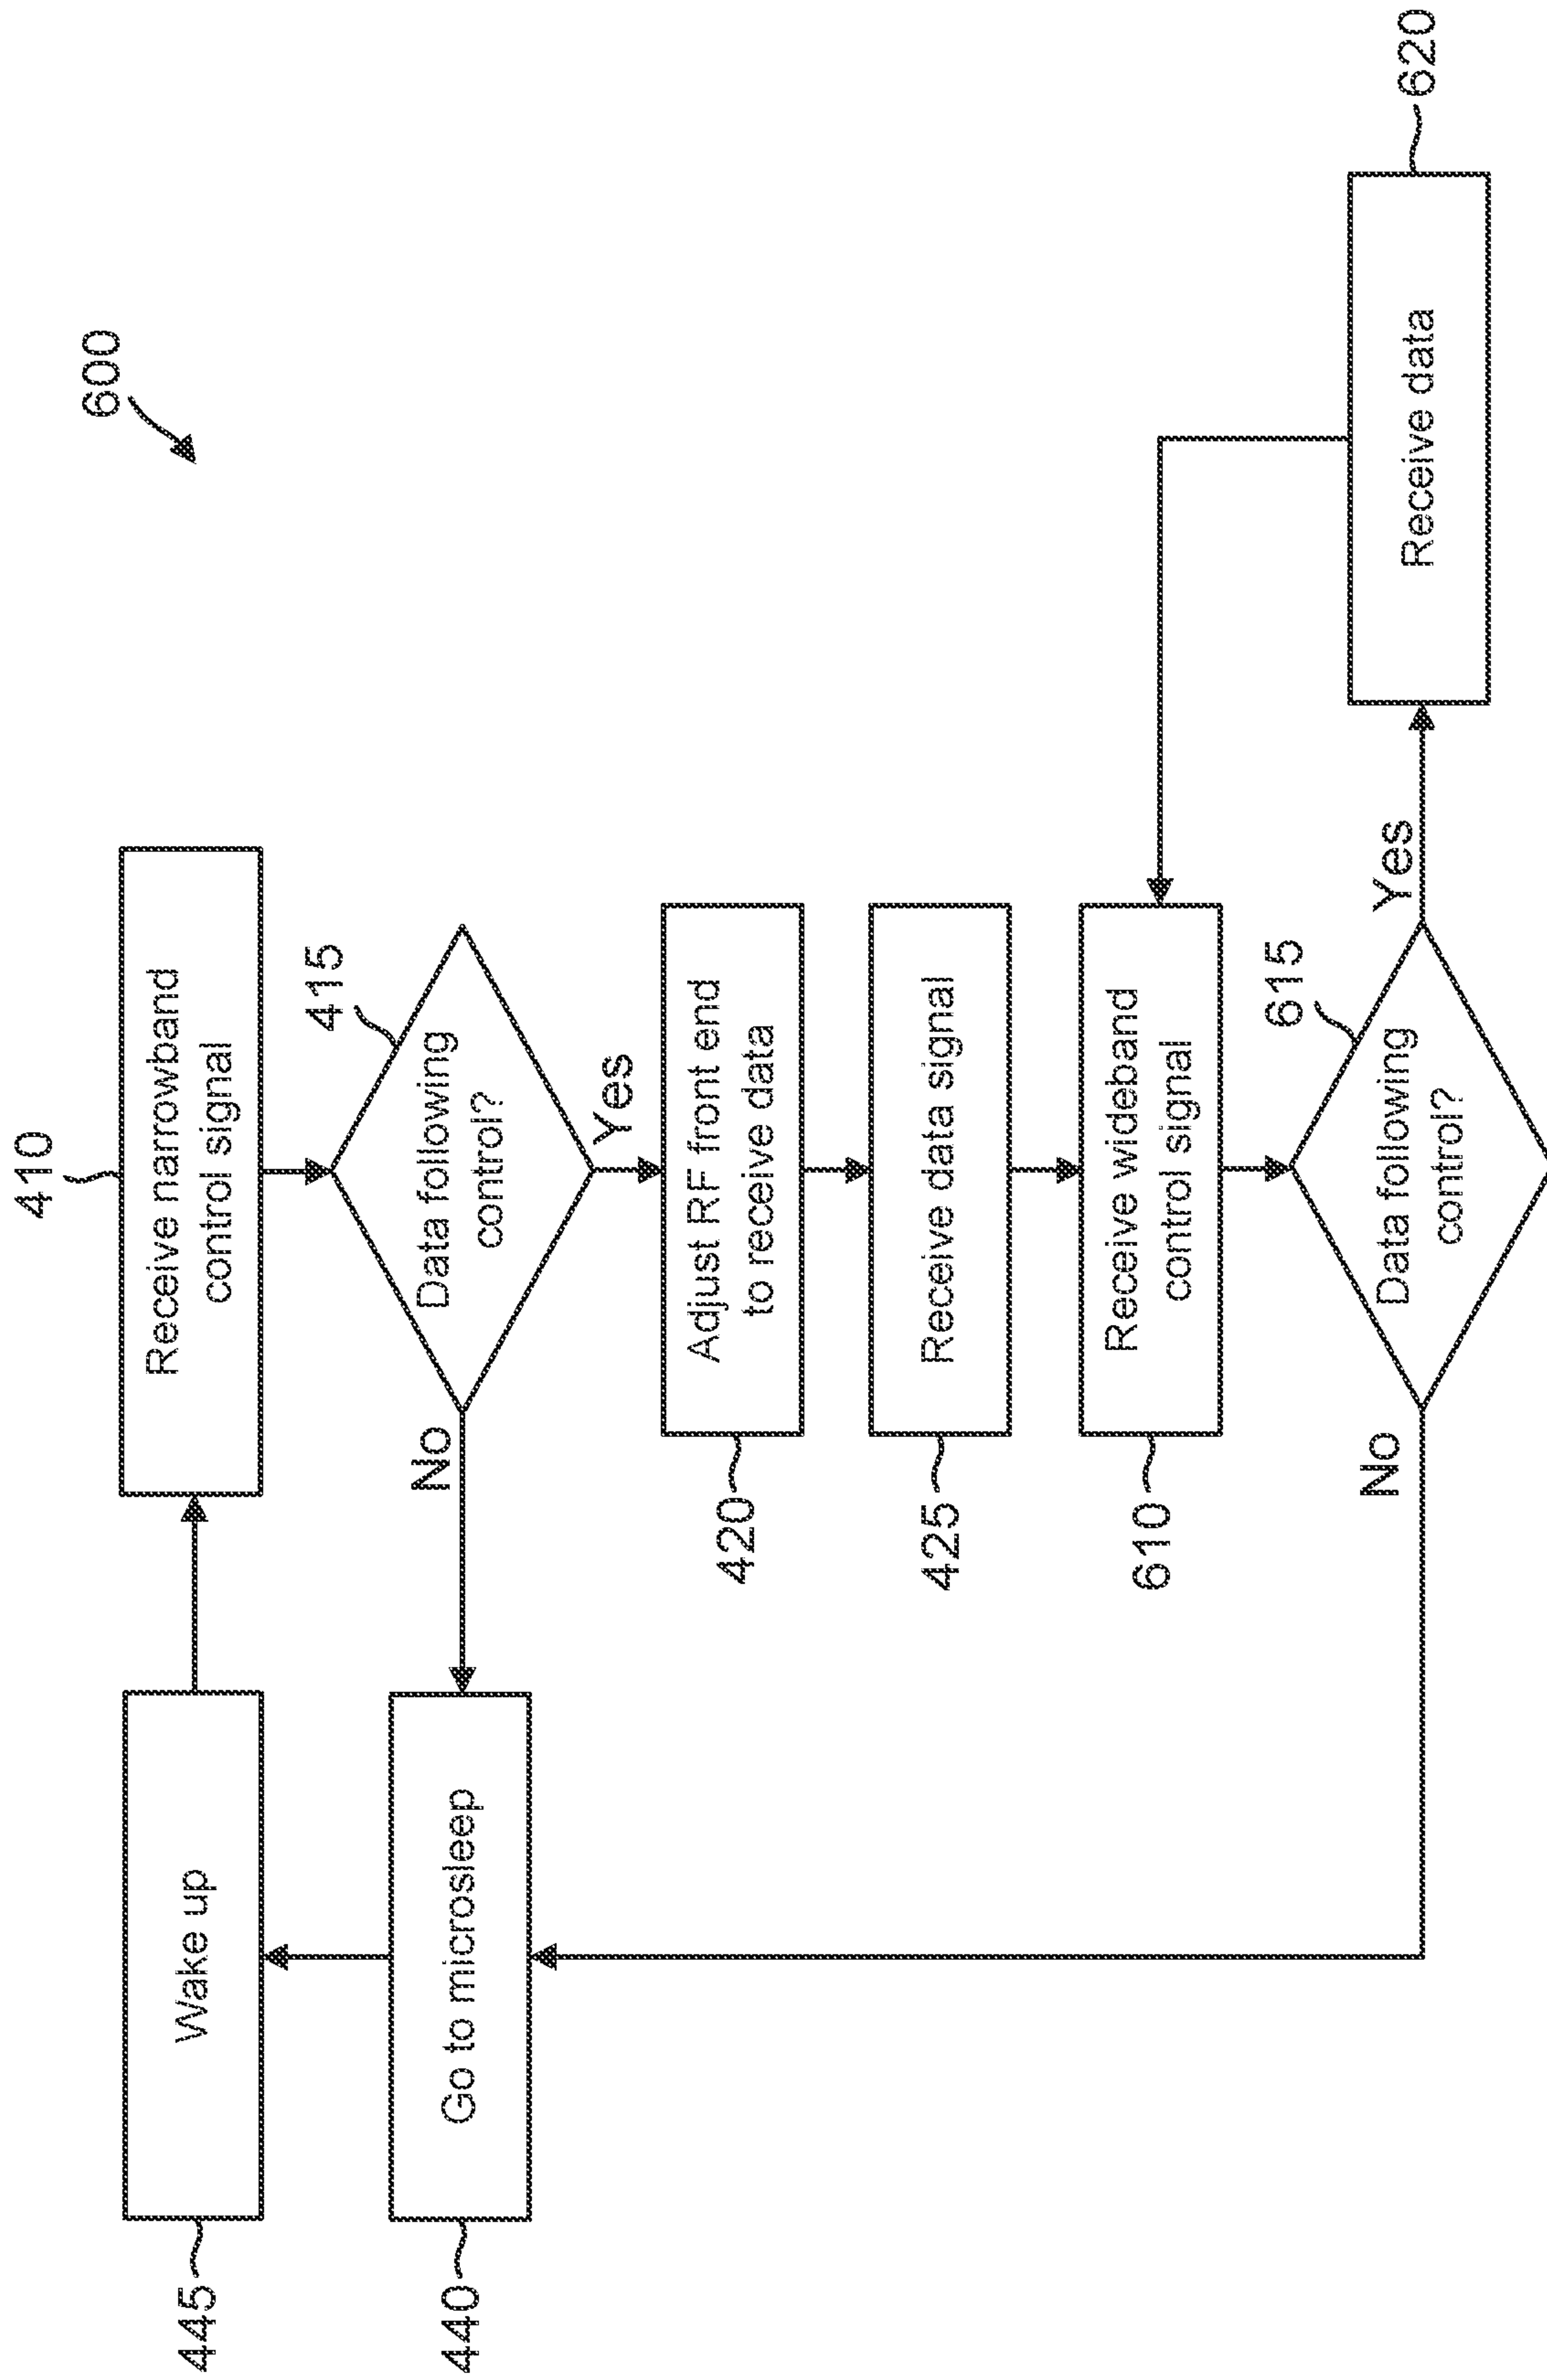 600
410
Receive narrowband
control signal
445
Wake up
415
Data following
control?
No
Yes
440
Go to microsleep
420
Adjust RF front end
to receive data
425
Receive data signal
610
Receive wideband
control signal
615
Data following
control?
No
Yes
Receive data
620